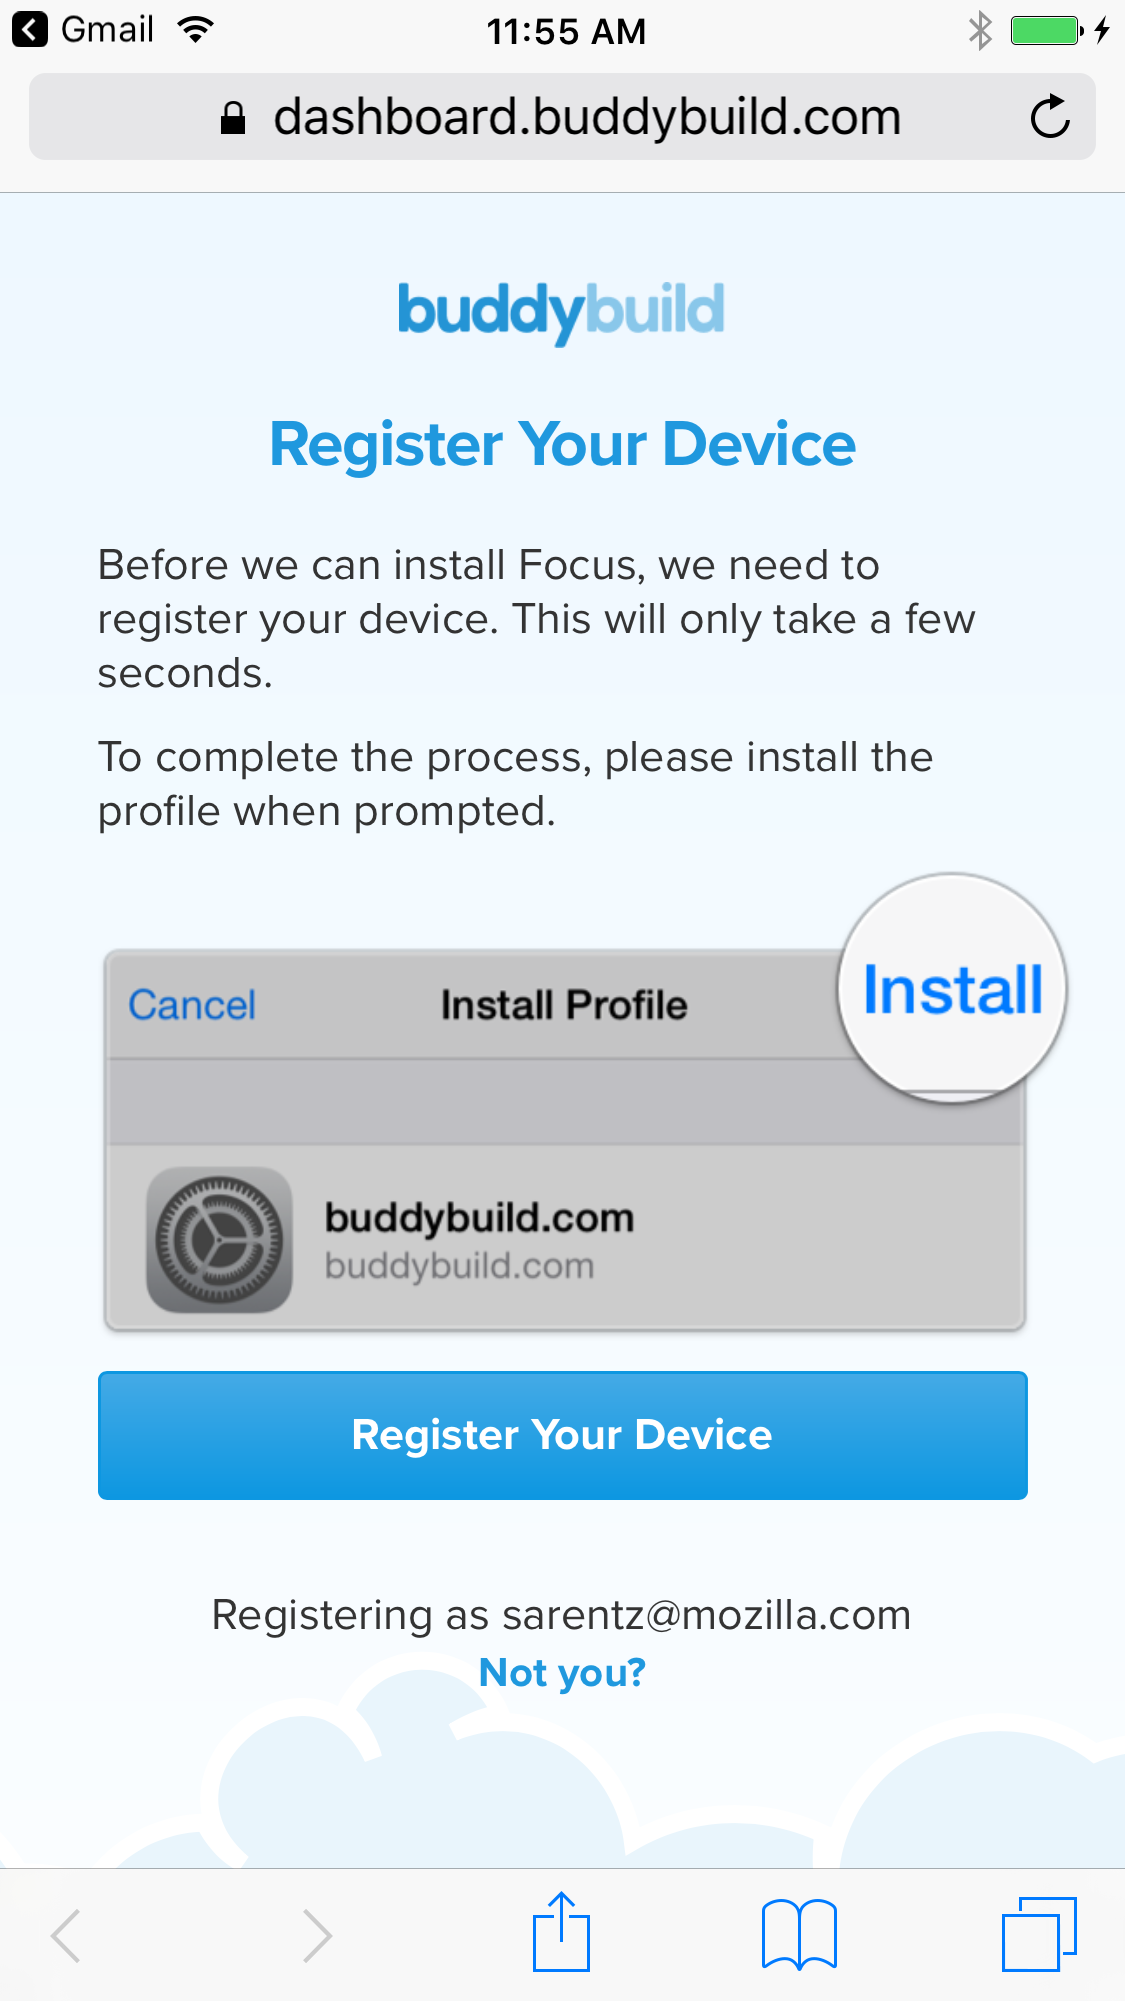 Gmail
11:55 AM
dashboard.buddybuild.com
buddybuild
Register Your Device
Before we can install Focus, we need to
register your device. This will only take a few
seconds.
To complete the process, please install the
profile when prompted.
Cancel Install Profile Install
buddybuild.com
buddybuild.com
Register Your Device
Registering as sarentz@mozilla.com
Not you?